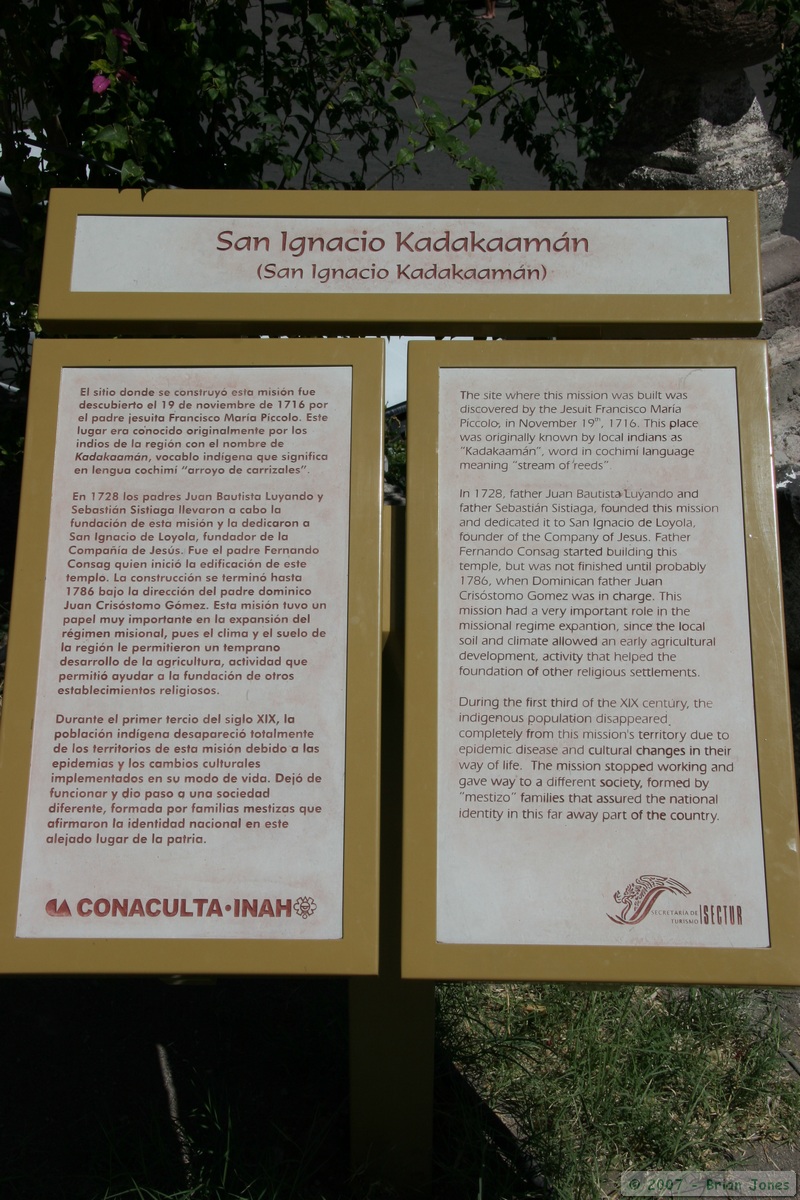 San Ignacio Kadakaamán
(San Ignacio Kadakaamán)
El sitio donde se construyó esta misión fue
descubierto el 19 de noviembre de 1716 por
el padre jesuita Francisco María Piccolo. Este
lugar era conocido originalmente por los
indios de la región con el nombre de
Kadakaamán, vocablo indígena que significa
en lengua cochimí “arroyo de carrizales”.
En 1728 los padres Juan Bautista Luyando y
Sebastián Sistiaga llevaron a cabo la
fundación de esta misión y la dedicaron a
San Ignacio de Loyola, fundador de la
Compañía de Jesús. Fue el padre Fernando
Consag quien inició la edificación de este
templo. La construcción se terminó hasta
1786 bajo la dirección del padre domínico
Juan Crisóstomo Gómez. Esta misión tuvo un
papel muy importante en la expansión del
régimen misional, pues el clima y el suelo de
la región le permitieron un temprano
desarrollo de la agricultura, actividad que
permitió ayudar a la fundación de otros
establecimientos religiosos.
Durante el primer tercio del siglo XIX, la
población indígena desapareció totalmente
de los territorios de esta misión debido a las
epidemias y los cambios culturales
implementados en su modo de vida. Dejó de
funcionar y dio paso a una sociedad
diferente, formada por familias mestizas que
afirmaron la identidad nacional en este
alejado lugar de la patria.
CONACULTA·INAH
The site where this mission was built was
discovered by the Jesuit Francisco María
Piccolo, in November 19th, 1716. This place
was originally known by local indians as
“Kadakaamán”, word in cochimí language
meaning “stream of reeds”.
In 1728, father Juan Bautista Luyando and
father Sebastián Sistiaga, founded this mission
and dedicated it to San Ignacio de Loyola,
founder of the Company of Jesus. Father
Fernando Consag started building this
temple, but was not finished until probably
1786, when Dominican father Juan
Crisóstomo Gomez was in charge. This
mission had a very important role in the
missional regime expantion, since the local
soil and climate allowed an early agricultural
development, activity that helped the
foundation of other religious settlements.
During the first third of the XIX century, the
indigenous population disappeared
completely from this mission's territory due to
epidemic disease and cultural changes in their
way of life. The mission stopped working and
gave way to a different society, formed by
“mestizo” families that assured the national
identity in this far away part of the country.
SECRETARÍA DE
TURISMO SECTUR
© 2007 - Brian Jones